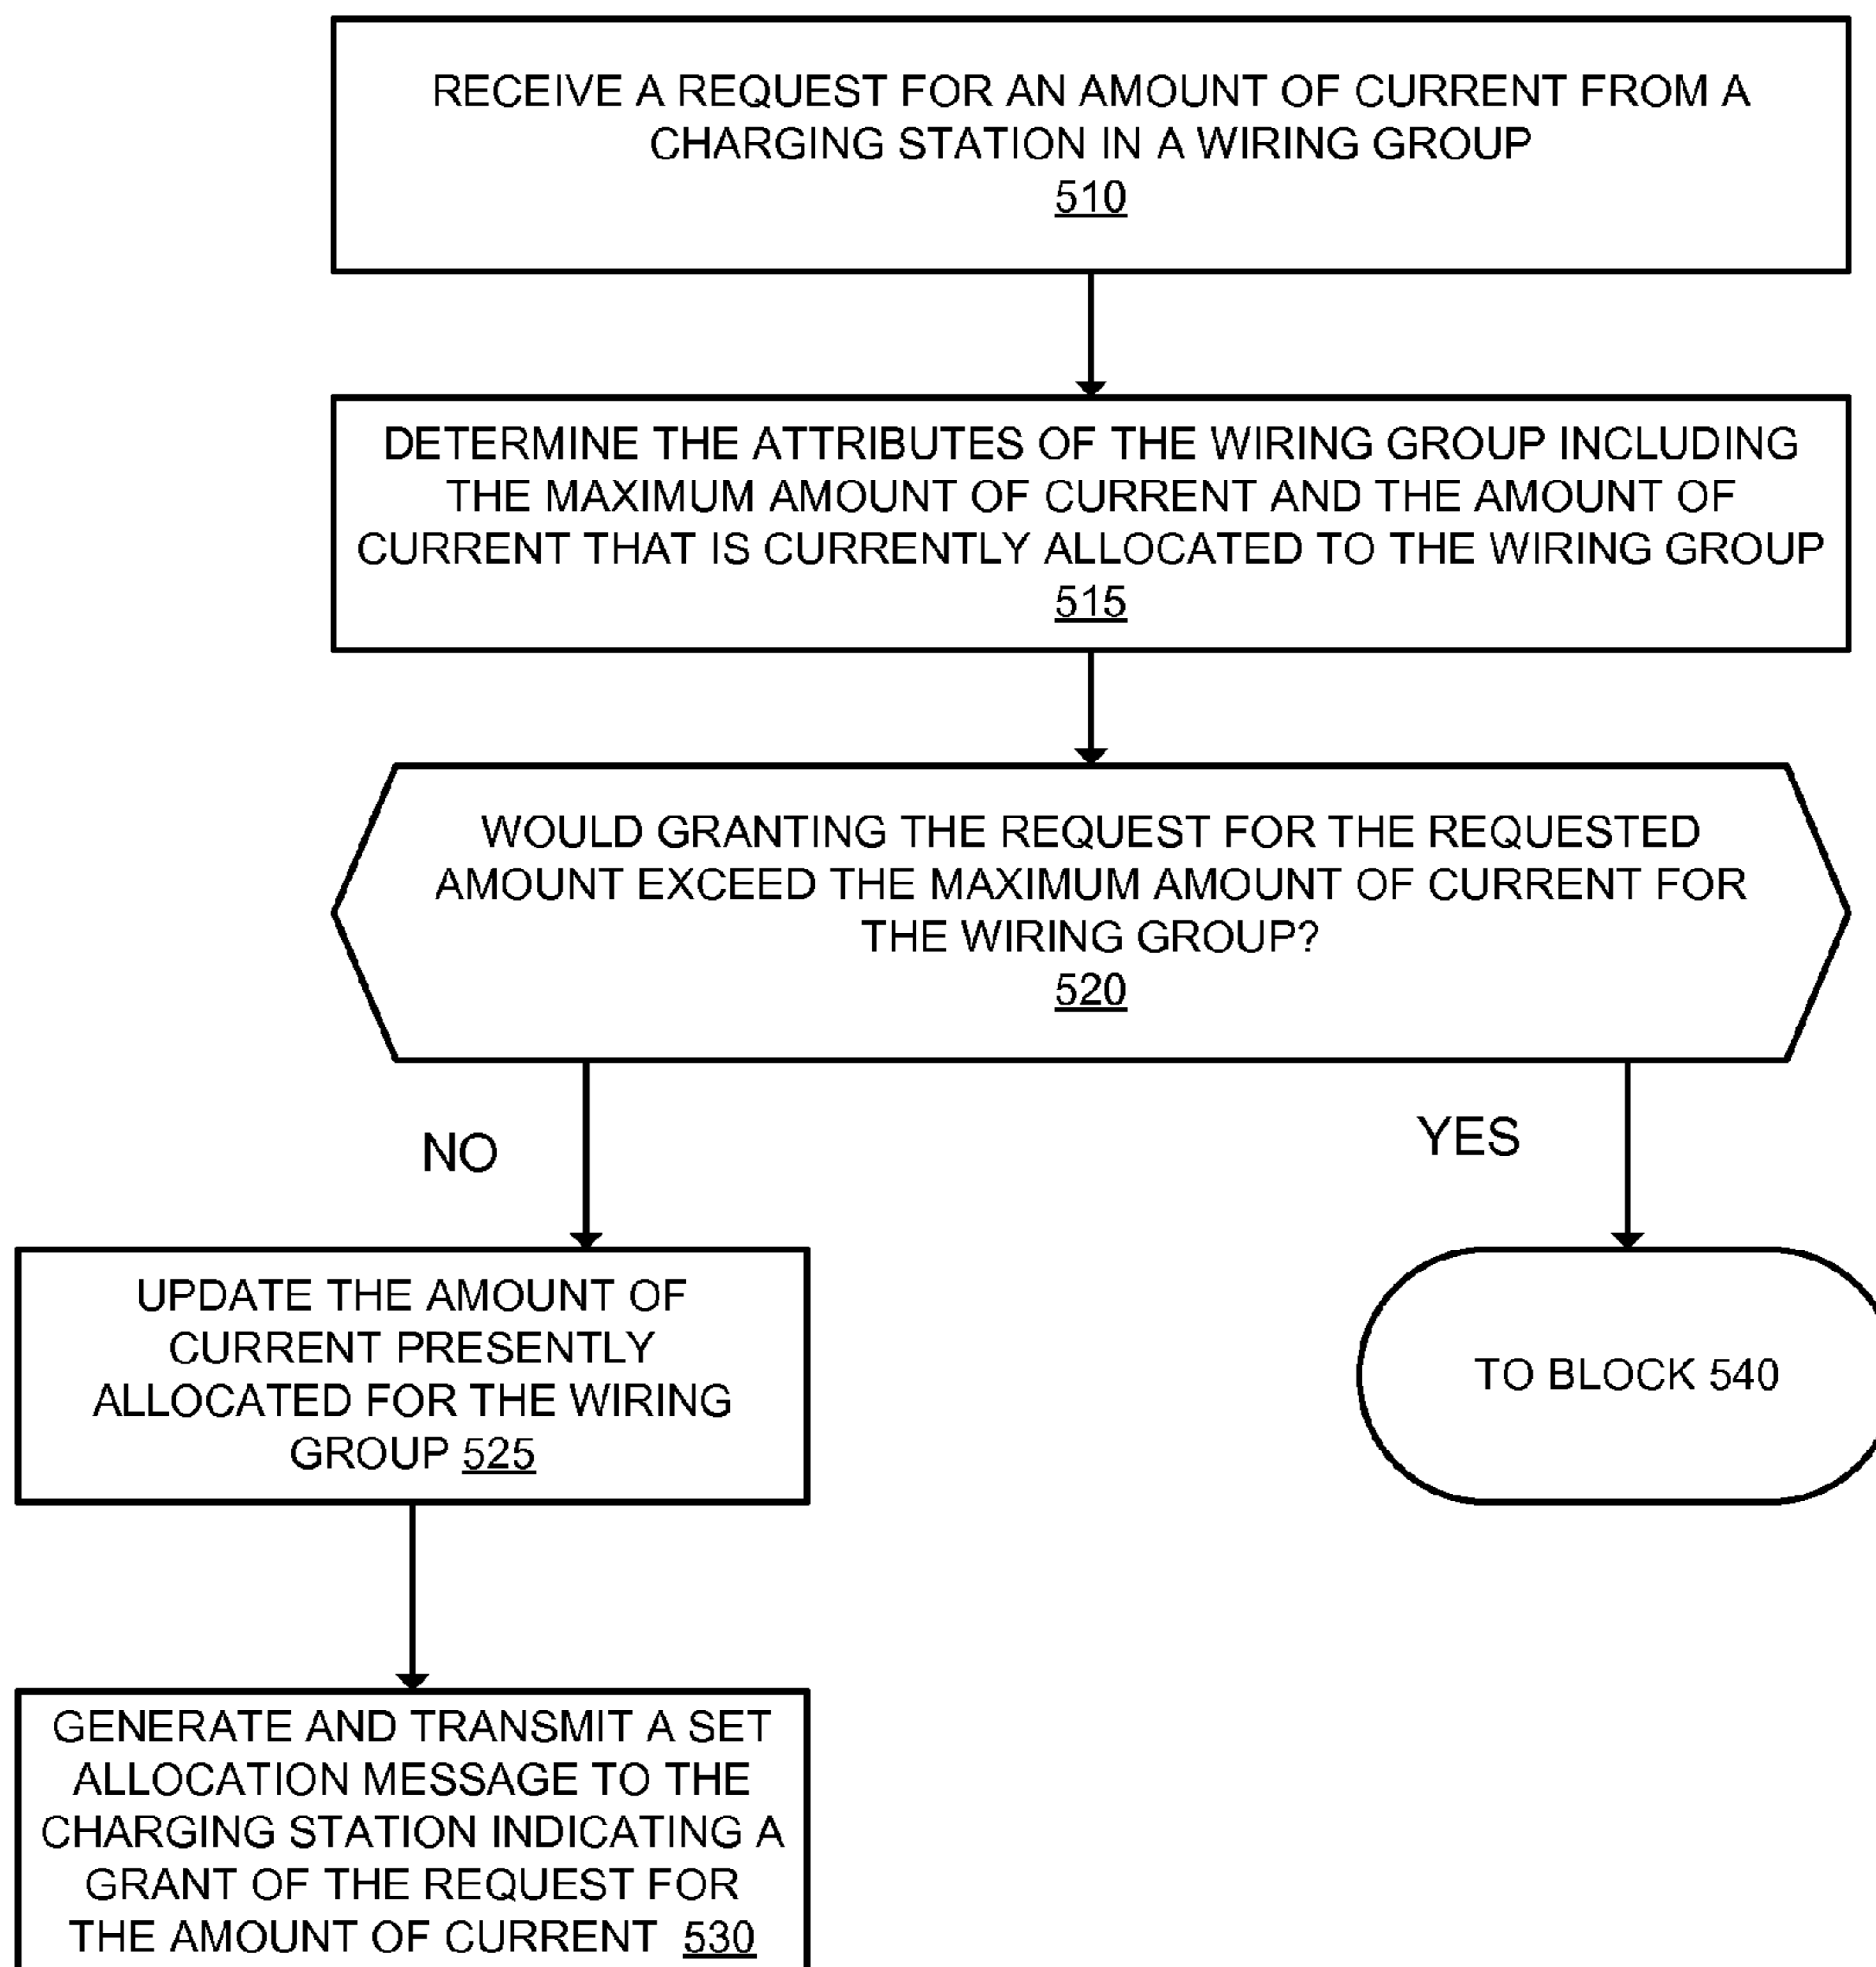 RECEIVE A REQUEST FOR AN AMOUNT OF CURRENT FROM A
CHARGING STATION IN A WIRING GROUP
510
DETERMINE THE ATTRIBUTES OF THE WIRING GROUP INCLUDING
THE MAXIMUM AMOUNT OF CURRENT AND THE AMOUNT OF
CURRENT THAT IS CURRENTLY ALLOCATED TO THE WIRING GROUP
515
WOULD GRANTING THE REQUEST FOR THE REQUESTED
AMOUNT EXCEED THE MAXIMUM AMOUNT OF CURRENT FOR
THE WIRING GROUP?
520
NO
YES
UPDATE THE AMOUNT OF
CURRENT PRESENTLY
ALLOCATED FOR THE WIRING
GROUP 525
TO BLOCK 540
GENERATE AND TRANSMIT A SET
ALLOCATION MESSAGE TO THE
CHARGING STATION INDICATING A
GRANT OF THE REQUEST FOR
THE AMOUNT OF CURRENT 530